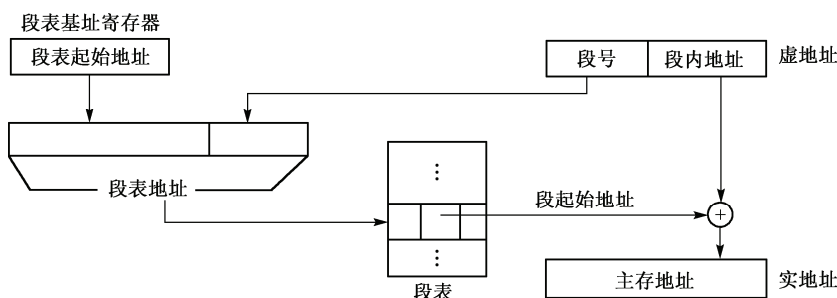 段表基址寄存器
段表起始地址
段号
段内地址
虚地址
段表地址
⋮
段起始地址
+
⋮
主存地址
实地址
段表